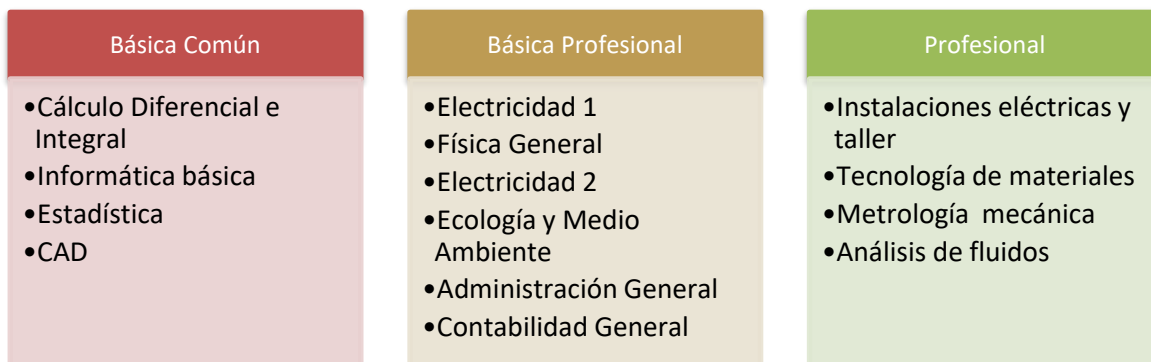 Básica Común
•Cálculo Diferencial e
Integral
•Informática básica
•Estadística
•CAD
Básica Profesional
•Electricidad 1
•Física General
•Electricidad 2
•Ecología y Medio
Ambiente
•Administración General
•Contabilidad General
Profesional
•Instalaciones eléctricas y
taller
•Tecnología de materiales
•Metrología mecánica
•Análisis de fluidos